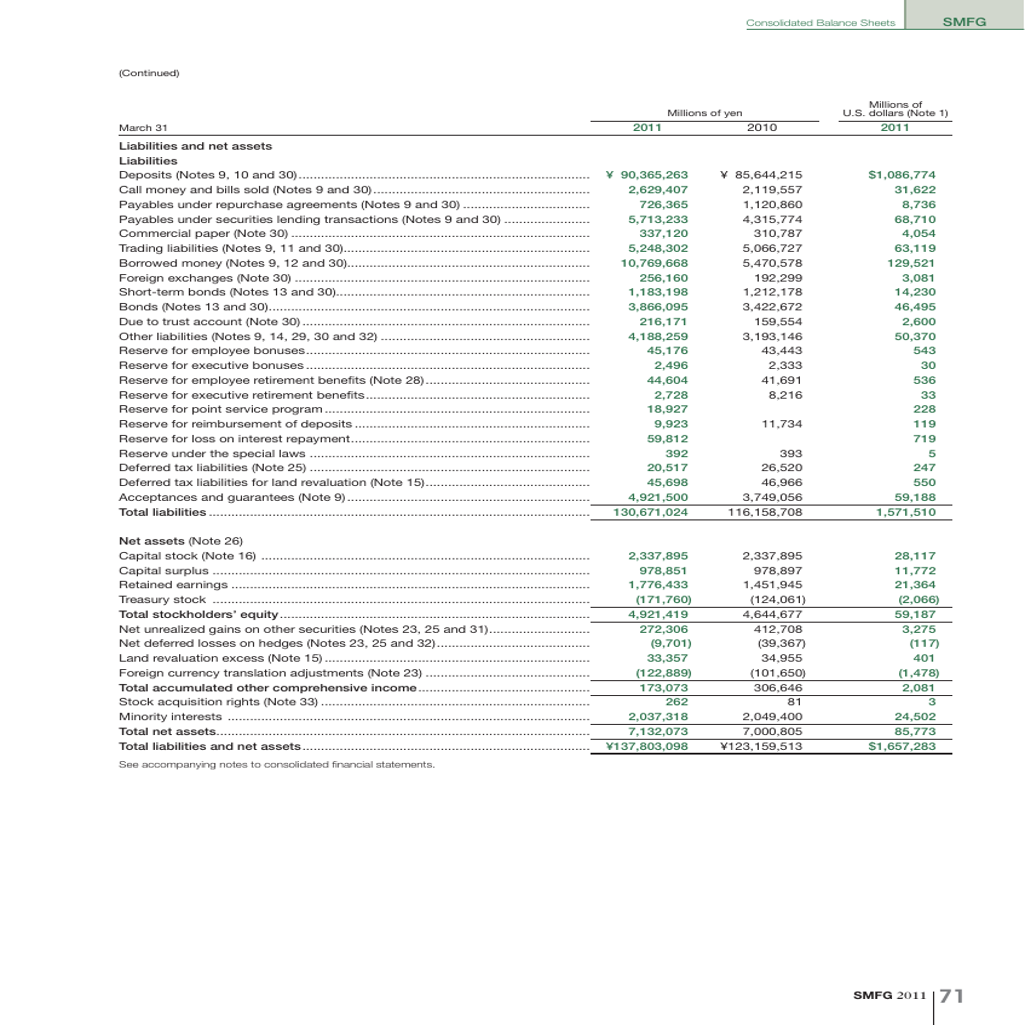 Consolidated Balance Sheets SMFG
(Continued)
Millions of yen Millions of U.S. dollars (Note 1)
March 31 2011 2010 2011
Liabilities and net assets
Liabilities
Deposits (Notes 9, 10 and 30) ¥ 90,365,263 ¥ 85,644,215 $1,086,774
Call money and bills sold (Notes 9 and 30) 2,629,407 2,119,557 31,622
Payables under repurchase agreements (Notes 9 and 30) 726,365 1,120,860 8,736
Payables under securities lending transactions (Notes 9 and 30) 5,713,233 4,315,774 68,710
Commercial paper (Note 30) 337,120 310,787 4,054
Trading liabilities (Notes 9, 11 and 30) 5,248,302 5,066,727 63,119
Borrowed money (Notes 9, 12 and 30) 10,769,668 5,470,578 129,521
Foreign exchanges (Note 30) 256,160 192,299 3,081
Short-term bonds (Notes 13 and 30) 1,183,198 1,212,178 14,230
Bonds (Notes 13 and 30) 3,866,095 3,422,672 46,495
Due to trust account (Note 30) 216,171 159,554 2,600
Other liabilities (Notes 9, 14, 29, 30 and 32) 4,188,259 3,193,146 50,370
Reserve for employee bonuses 45,176 43,443 543
Reserve for executive bonuses 2,496 2,333 30
Reserve for employee retirement benefits (Note 28) 44,604 41,691 536
Reserve for executive retirement benefits 2,728 8,216 33
Reserve for point service program 18,927 228
Reserve for reimbursement of deposits 9,923 11,734 119
Reserve for loss on interest repayment 59,812 719
Reserve under the special laws 392 393 5
Deferred tax liabilities (Note 25) 20,517 26,520 247
Deferred tax liabilities for land revaluation (Note 15) 45,698 46,966 550
Acceptances and guarantees (Note 9) 4,921,500 3,749,056 59,188
Total liabilities 130,671,024 116,158,708 1,571,510
Net assets (Note 26)
Capital stock (Note 16) 2,337,895 2,337,895 28,117
Capital surplus 978,851 978,897 11,772
Retained earnings 1,776,433 1,451,945 21,364
Treasury stock (171,760) (124,061) (2,066)
Total stockholders' equity 4,921,419 4,644,677 59,187
Net unrealized gains on other securities (Notes 23, 25 and 31) 272,306 412,708 3,275
Net deferred losses on hedges (Notes 23, 25 and 32) (9,701) (39,367) (117)
Land revaluation excess (Note 15) 33,357 34,955 401
Foreign currency translation adjustments (Note 23) (122,889) (101,650) (1,478)
Total accumulated other comprehensive income 173,073 306,646 2,081
Stock acquisition rights (Note 33) 262 81 3
Minority interests 2,037,318 2,049,400 24,502
Total net assets 7,132,073 7,000,805 85,773
Total liabilities and net assets ¥137,803,098 ¥123,159,513 $1,657,283
See accompanying notes to consolidated financial statements.
SMFG 2011 71